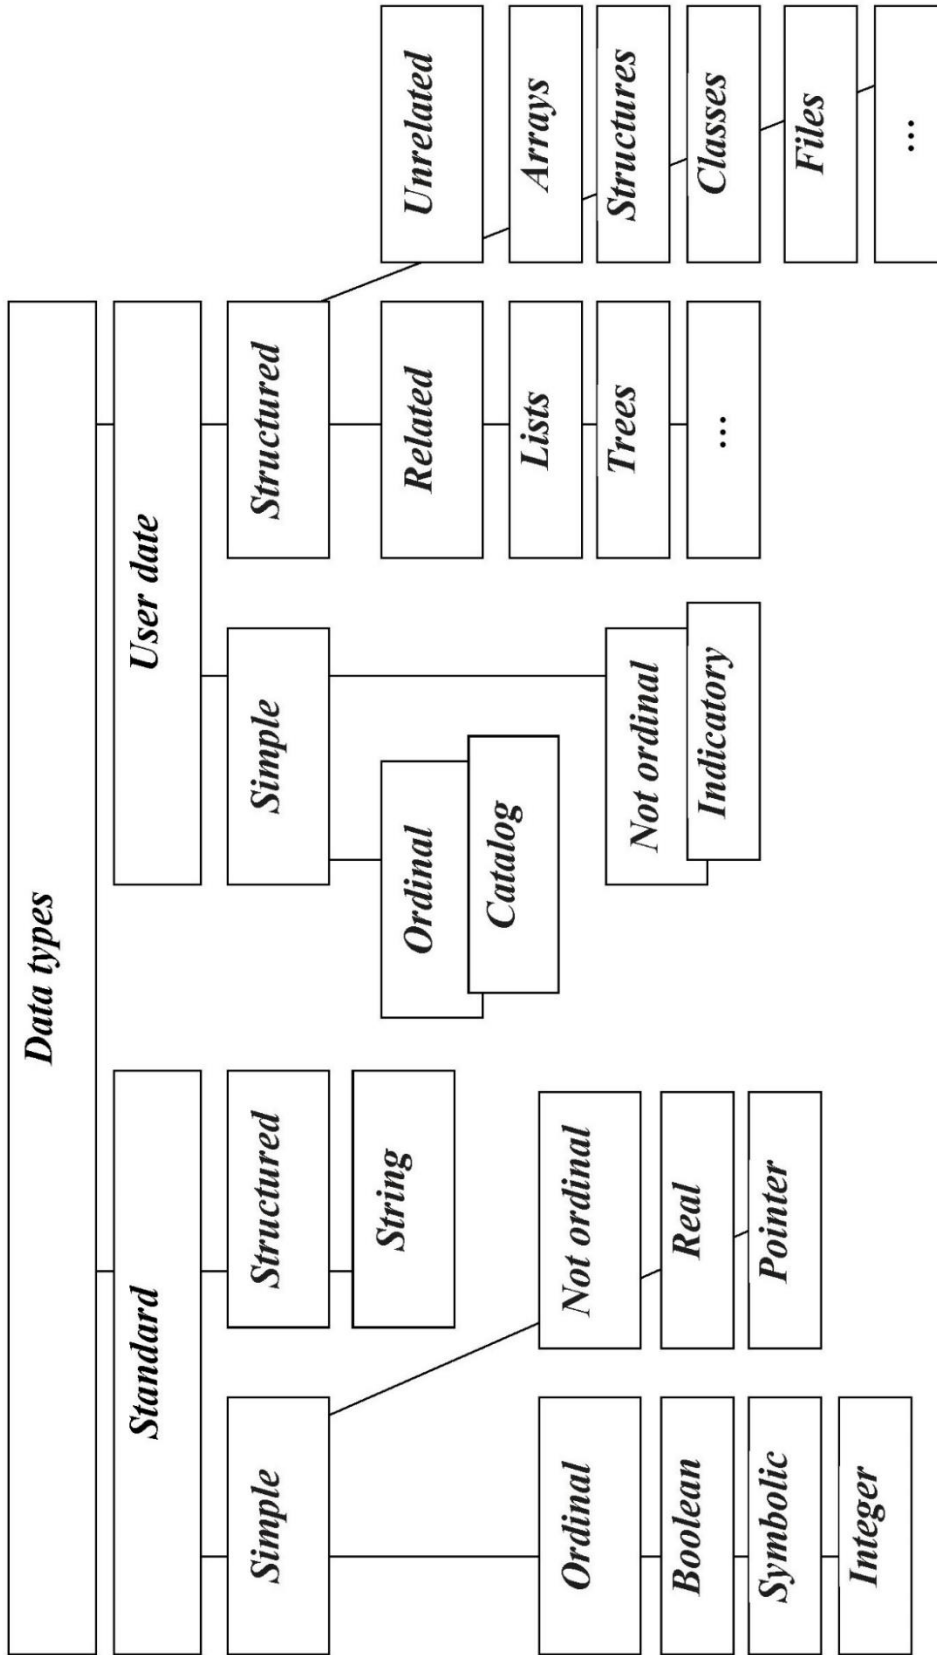 Data types
Standard
User date
Simple
Structured
Simple
Structured
String
Ordinal
Catalog
Related
Unrelated
Ordinal
Not ordinal
Not ordinal
Indicatory
Lists
Arrays
Boolean
Real
Trees
Structures
Symbolic
Pointer
...
Classes
Integer
Files
...